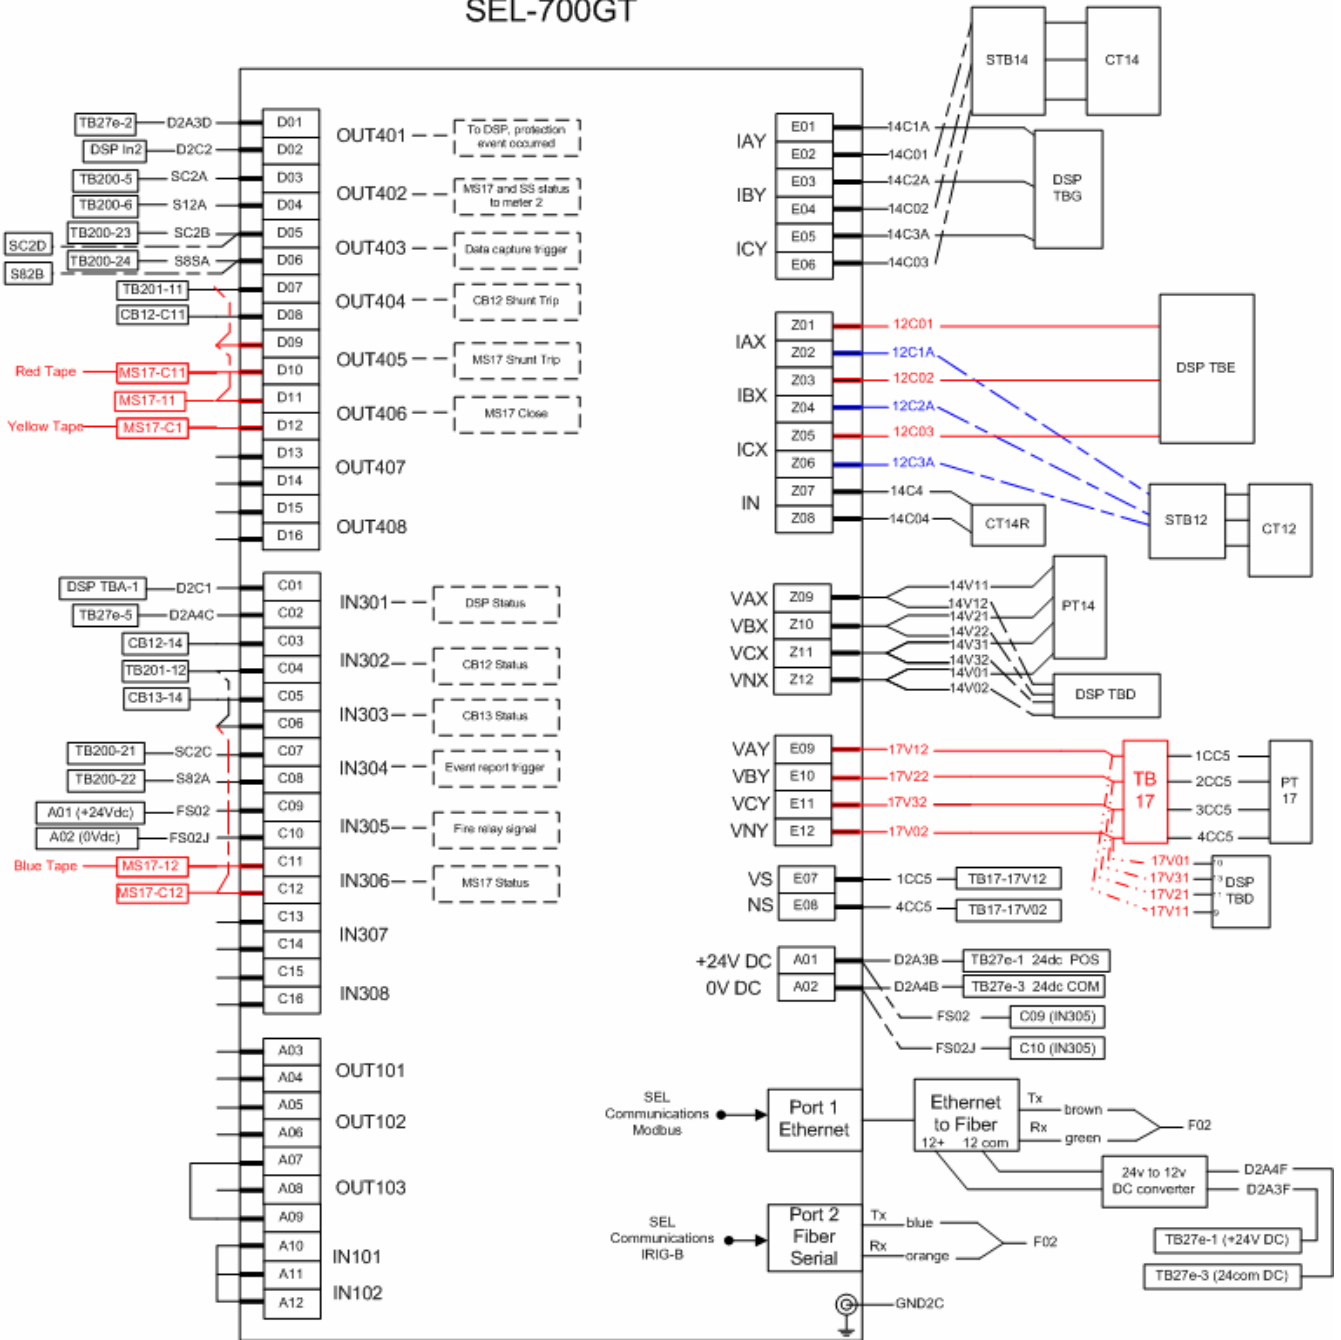 SEL-700GT
TB27e-2 D2A3D D01
DSP In2 D2C2 D02
OUT401 To DSP, protection
event occurred
TB200-5 SC2A D03
TB200-6 S12A D04
OUT402 MS17 and SS status
to meter 2
TB200-23 SC2B D05
SC2D
TB200-24 S8SA D06
S82B
OUT403 Data capture trigger
TB201-11 D07
CB12-C11 D08
OUT404 CB12 Shunt Trip
D09
Red Tape MS17-C11 D10
OUT405 MS17 Shunt Trip
MS17-11 D11
Yellow Tape MS17-C1 D12
OUT406 MS17 Close
D13
D14
OUT407
D15
D16
OUT408
DSP TBA-1 D2C1 C01
TB27e-5 D2A4C C02
IN301 DSP Status
CB12-14 C03
TB201-12 C04
IN302 CB12 Status
CB13-14 C05
C06
IN303 CB13 Status
TB200-21 SC2C C07
TB200-22 S82A C08
IN304 Event report trigger
A01 (+24Vdc) FS02 C09
A02 (0Vdc) FS02J C10
IN305 Fire relay signal
Blue Tape MS17-12 C11
MS17-C12 C12
IN306 MS17 Status
C13
C14
IN307
C15
C16
IN308
A03
A04
OUT101
A05
A06
OUT102
A07
A08
A09
OUT103
A10
A11
A12
IN101
IN102
STB14 CT14
IAY E01 14C1A
E02 14C01
IBY E03 14C2A
E04 14C02
ICY E05 14C3A
E06 14C03
DSP
TBG
IAX Z01 12C01
Z02 12C1A
IBX Z03 12C02
Z04 12C2A
ICX Z05 12C03
Z06 12C3A
IN Z07 14C4
Z08 14C04
DSP TBE
CT14R
STB12 CT12
VAX Z09 14V11
14V12
VBX Z10 14V21
14V22
VCX Z11 14V31
14V32
VNX Z12 14V01
14V02
PT14
DSP TBD
VAY E09 17V12
VBY E10 17V22
VCY E11 17V32
VNY E12 17V02
TB
17
1CC5
2CC5
3CC5
4CC5
PT
17
17V01 10
17V31 13
17V21 11
17V11 9
DSP
TBD
VS E07 1CC5 TB17-17V12
NS E08 4CC5 TB17-17V02
+24V DC A01 D2A3B TB27e-1 24dc POS
0V DC A02 D2A4B TB27e-3 24dc COM
FS02 C09 (IN305)
FS02J C10 (IN305)
SEL
Communications
Modbus
Port 1
Ethernet
Ethernet
to Fiber
12+ 12 com
Tx brown
Rx green
F02
24v to 12v
DC converter
D2A4F
D2A3F
TB27e-1 (+24V DC)
TB27e-3 (24com DC)
SEL
Communications
IRIG-B
Port 2
Fiber
Serial
Tx blue
Rx orange
F02
GND2C